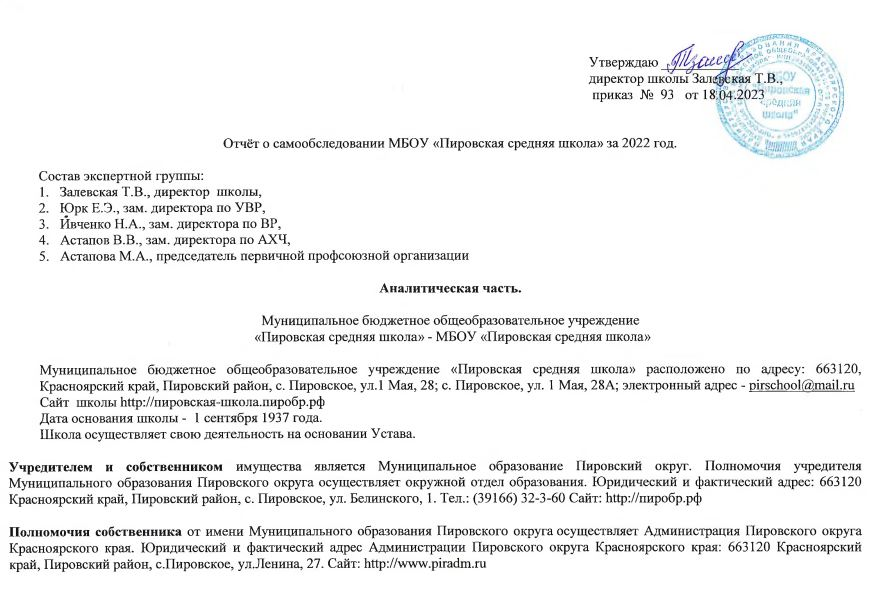 Утверждаю
директор школы Залевская Т.В.,
приказ № 93 от 18.04.2023
Отчёт о самообследовании МБОУ «Пировская средняя школа» за 2022 год.
Состав экспертной группы:
1. Залевская Т.В., директор школы,
2. Юрк Е.Э., зам. директора по УВР,
3. Ивченко Н.А., зам. директора по ВР,
4. Астапов В.В., зам. директора по АХЧ,
5. Астапова М.А., председатель первичной профсоюзной организации
Аналитическая часть.
Муниципальное бюджетное общеобразовательное учреждение
«Пировская средняя школа» - МБОУ «Пировская средняя школа»
Муниципальное бюджетное общеобразовательное учреждение «Пировская средняя школа» расположено по адресу: 663120,
Красноярский край, Пировский район, с. Пировское, ул.1 Мая, 28; с. Пировское, ул. 1 Мая, 28А; электронный адрес - pirschool@mail.ru
Сайт школы http://пировская-школа.пиробр.рф
Дата основания школы - 1 сентября 1937 года.
Школа осуществляет свою деятельность на основании Устава.
Учредителем и собственником имущества является Муниципальное образование Пировский округ. Полномочия учредителя
Муниципального образования Пировского округа осуществляет окружной отдел образования. Юридический и фактический адрес: 663120
Красноярский край, Пировский район, с. Пировское, ул. Белинского, 1. Тел.: (39166) 32-3-60 Сайт: http://пиробр.рф
Полномочия собственника от имени Муниципального образования Пировского округа осуществляет Администрация Пировского округа
Красноярского края. Юридический и фактический адрес Администрации Пировского округа Красноярского края: 663120 Красноярский
край, Пировский район, с.Пировское, ул.Ленина, 27. Сайт: http://www.piradm.ru